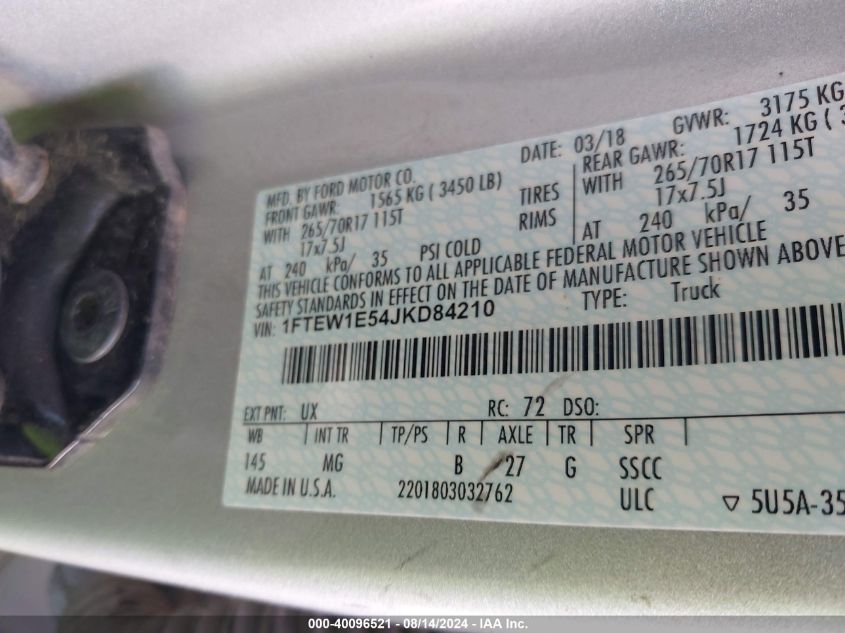 MFD. BY FORD MOTOR CO.
DATE: 03/18 GVWR: 3175 KG
FRONT GAWR: 1565 KG ( 3450 LB) REAR GAWR: 1724 KG (
WITH 265/70R17 115T TIRES WITH 265/70R17 115T
17x7.5J RIMS 17x7.5J
AT 240 kPa/ 35 PSI COLD AT 240 kPa/ 35
THIS VEHICLE CONFORMS TO ALL APPLICABLE FEDERAL MOTOR VEHICLE
SAFETY STANDARDS IN EFFECT ON THE DATE OF MANUFACTURE SHOWN ABOVE
VIN: 1FTEW1E54JKD84210 TYPE: Truck
EXT PNT: UX RC: 72 DSO:
WB | INT TR | TP/PS | R | AXLE | TR | SPR |
145 MG B 27 G SSCC
MADE IN U.S.A. 2201803032762 ULC ▽ 5U5A-35
000-40096521 - 08/14/2024 - IAA Inc.